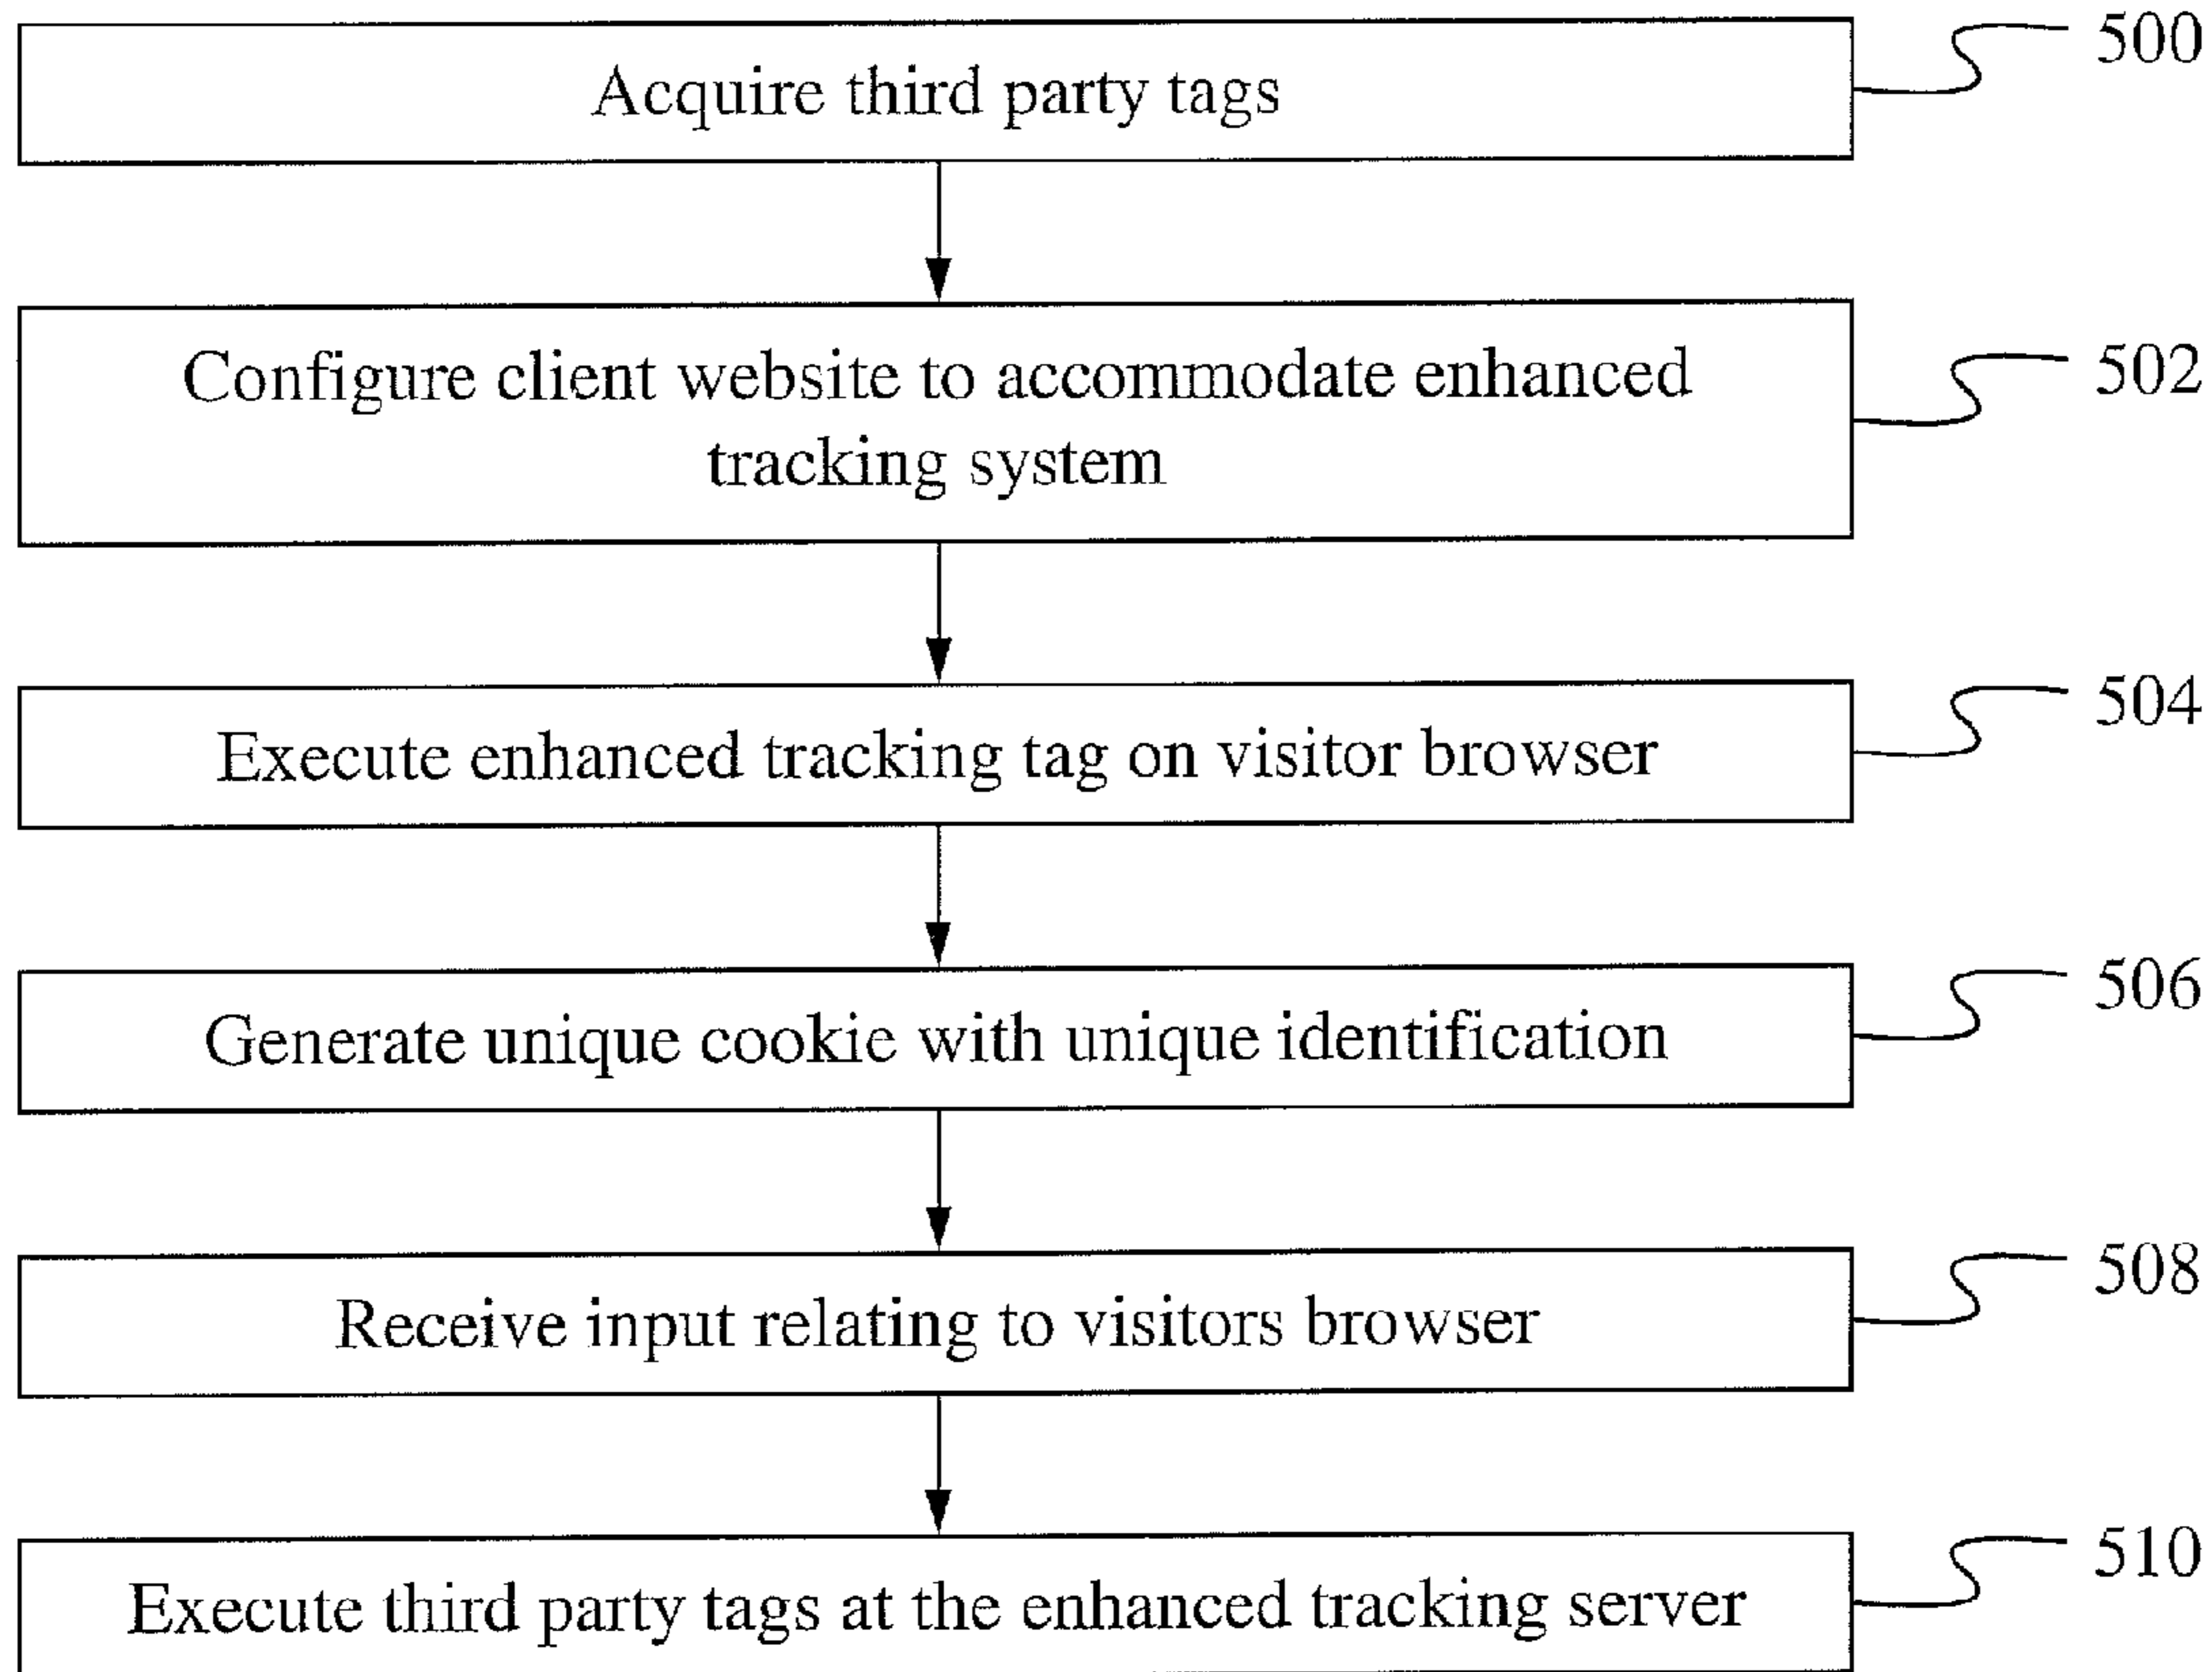 Acquire third party tags
500
Configure client website to accommodate enhanced
tracking system
502
Execute enhanced tracking tag on visitor browser
504
Generate unique cookie with unique identification
506
Receive input relating to visitors browser
508
Execute third party tags at the enhanced tracking server
510